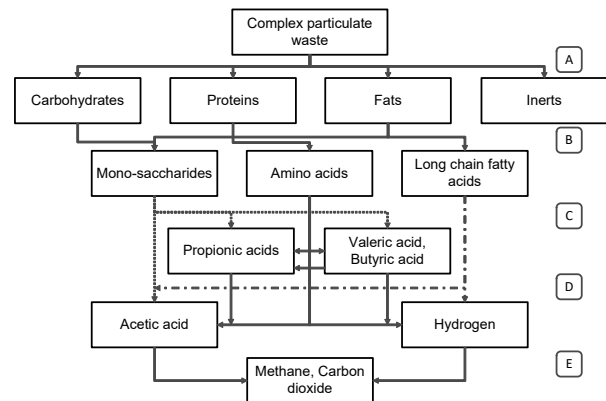 Complex particulate
waste
A
Carbohydrates
Proteins
Fats
Inerts
B
Mono-saccharides
Amino acids
Long chain fatty
acids
C
Propionic acids
Valeric acid,
Butyric acid
D
Acetic acid
Hydrogen
E
Methane, Carbon
dioxide